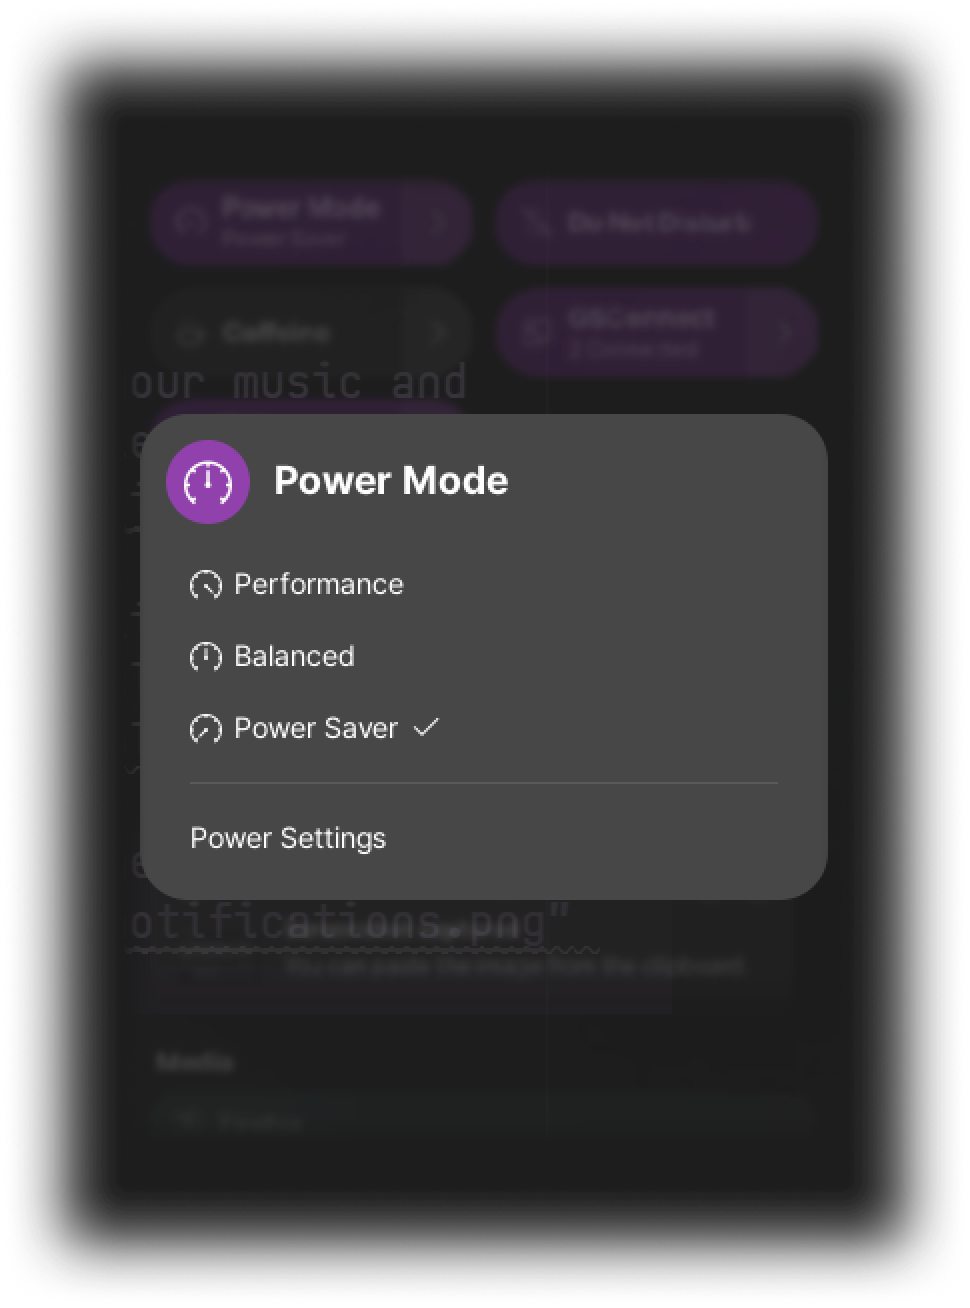 Power Mode
Power Saver
Do Not Disturb
Caffeine
GSConnect
2 Connected
our music and
Power Mode
Performance
Balanced
Power Saver
Power Settings
otifications.png"
You can paste the image from the clipboard.
Media
Firefox